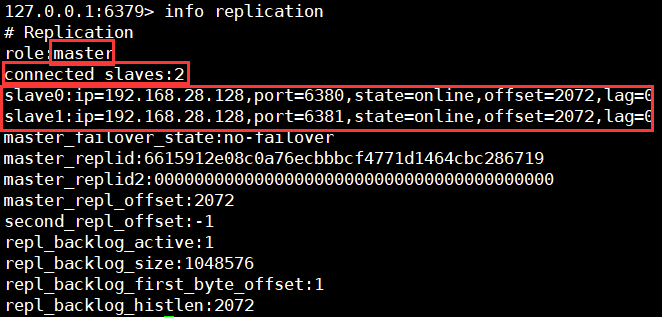 127.0.0.1:6379> info replication
# Replication
role:master
connected_slaves:2
slave0:ip=192.168.28.128,port=6380,state=online,offset=2072,lag=0
slave1:ip=192.168.28.128,port=6381,state=online,offset=2072,lag=0
master_failover_state:no-failover
master_replid:6615912e08c0a76ecbbbcf4771d1464cbc286719
master_replid2:0000000000000000000000000000000000000000
master_repl_offset:2072
second_repl_offset:-1
repl_backlog_active:1
repl_backlog_size:1048576
repl_backlog_first_byte_offset:1
repl_backlog_histlen:2072